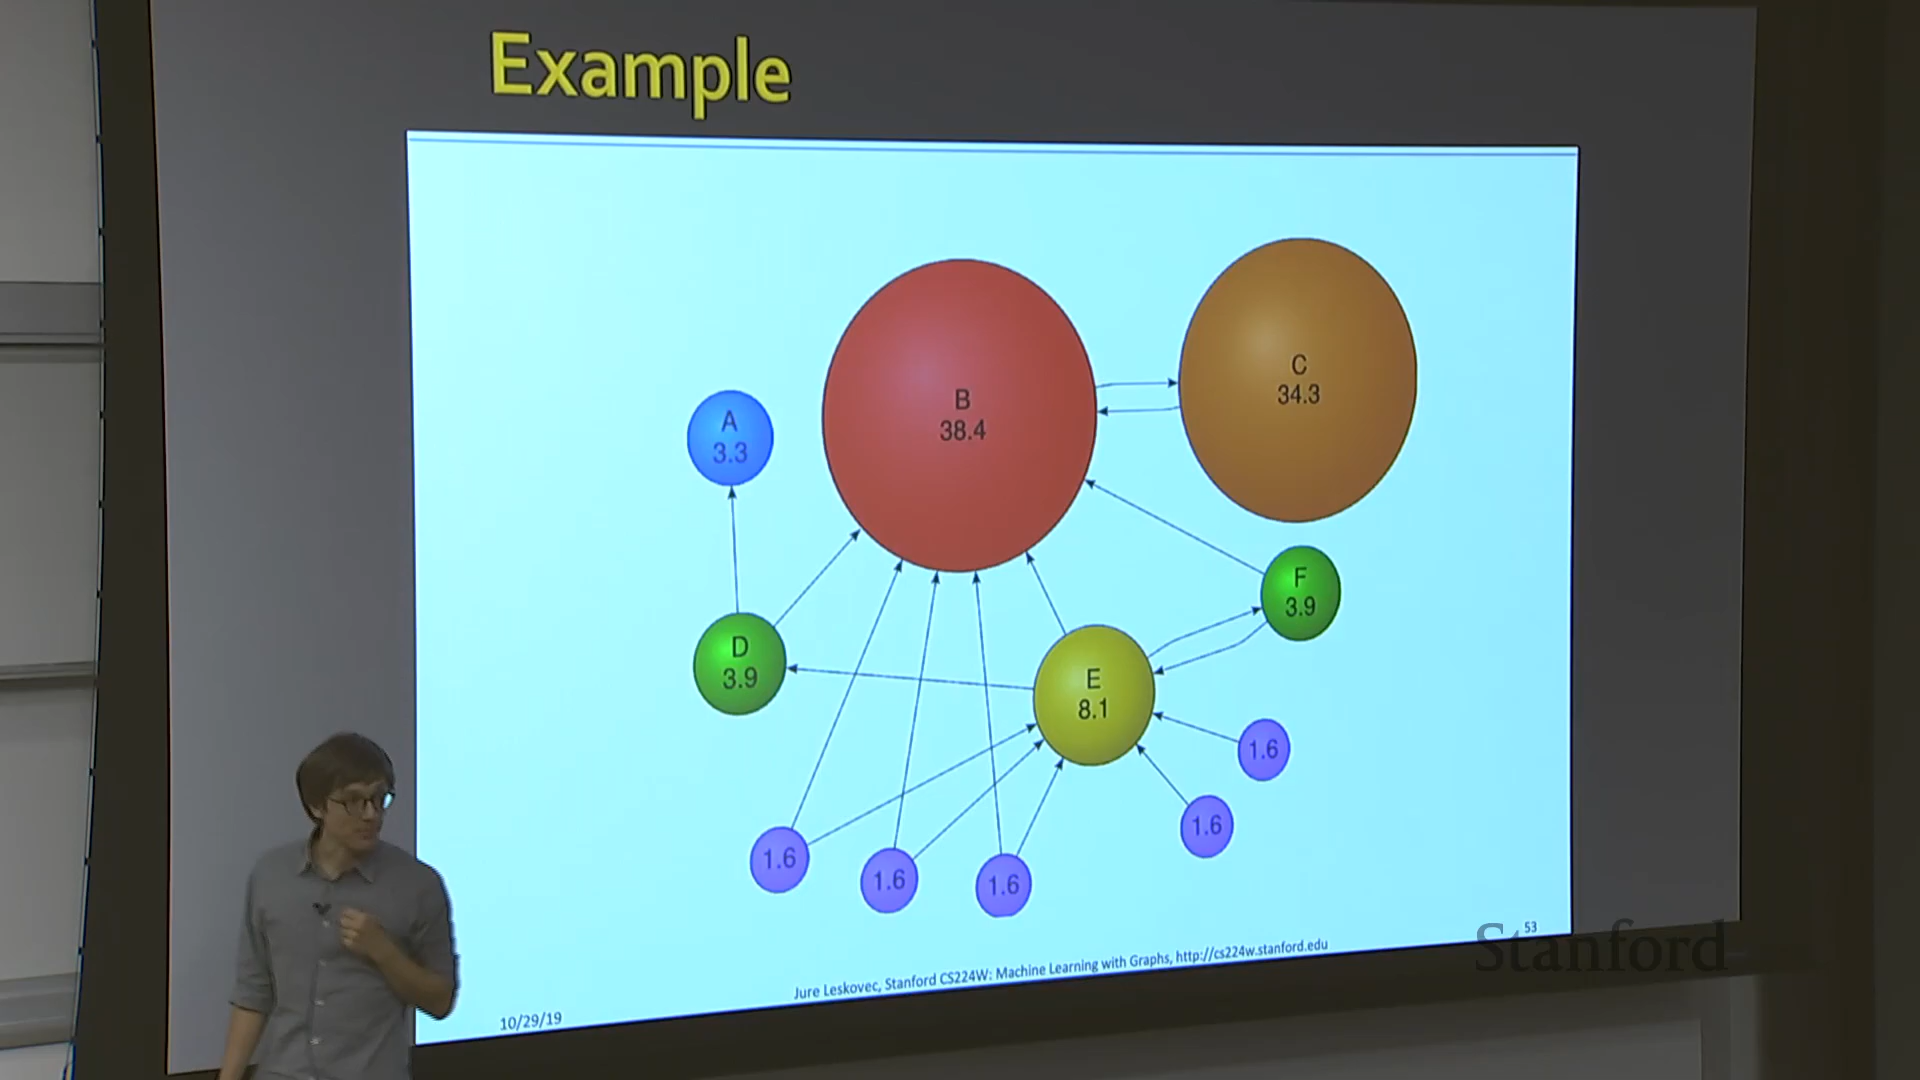 Example
B
38.4
C
34.3
A
3.3
F
3.9
D
3.9
E
8.1
1.6
1.6
1.6
1.6
1.6
53
Stanford
Jure Leskovec, Stanford CS224W: Machine Learning with Graphs, http://cs224w.stanford.edu
10/29/19